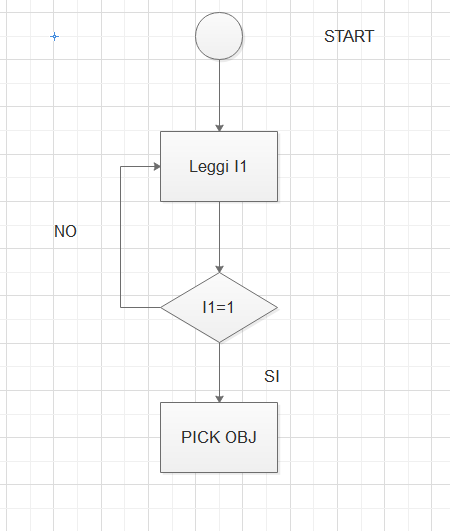 START
Leggi I1
NO
I1=1
SI
PICK OBJ